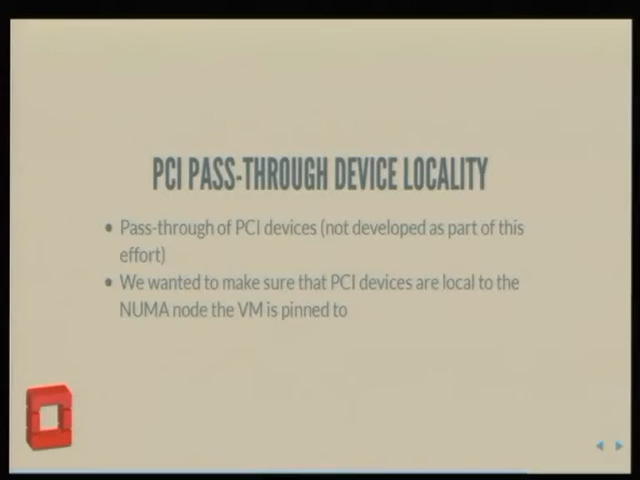 PCI PASS-THROUGH DEVICE LOCALITY
• Pass-through of PCI devices (not developed as part of this
effort)
• We wanted to make sure that PCI devices are local to the
NUMA node the VM is pinned to